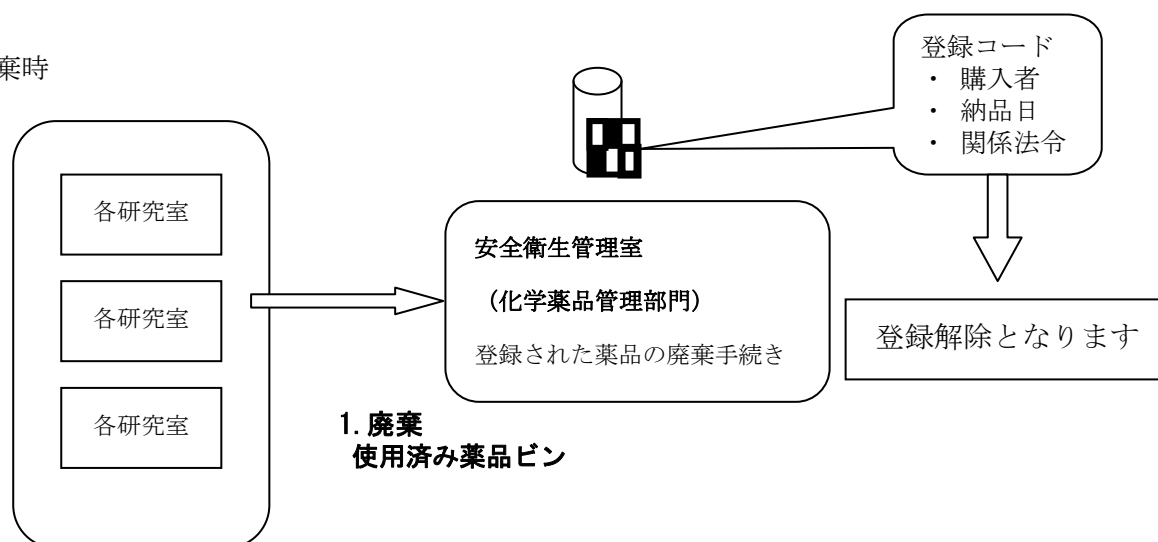 棄時
各研究室
各研究室
各研究室
1. 廃棄
使用済み薬品ビン
安全衛生管理室
（化学薬品管理部門）
登録された薬品の廃棄手続き
登録コード
・ 購入者
・ 納品日
・ 関係法令
登録解除となります